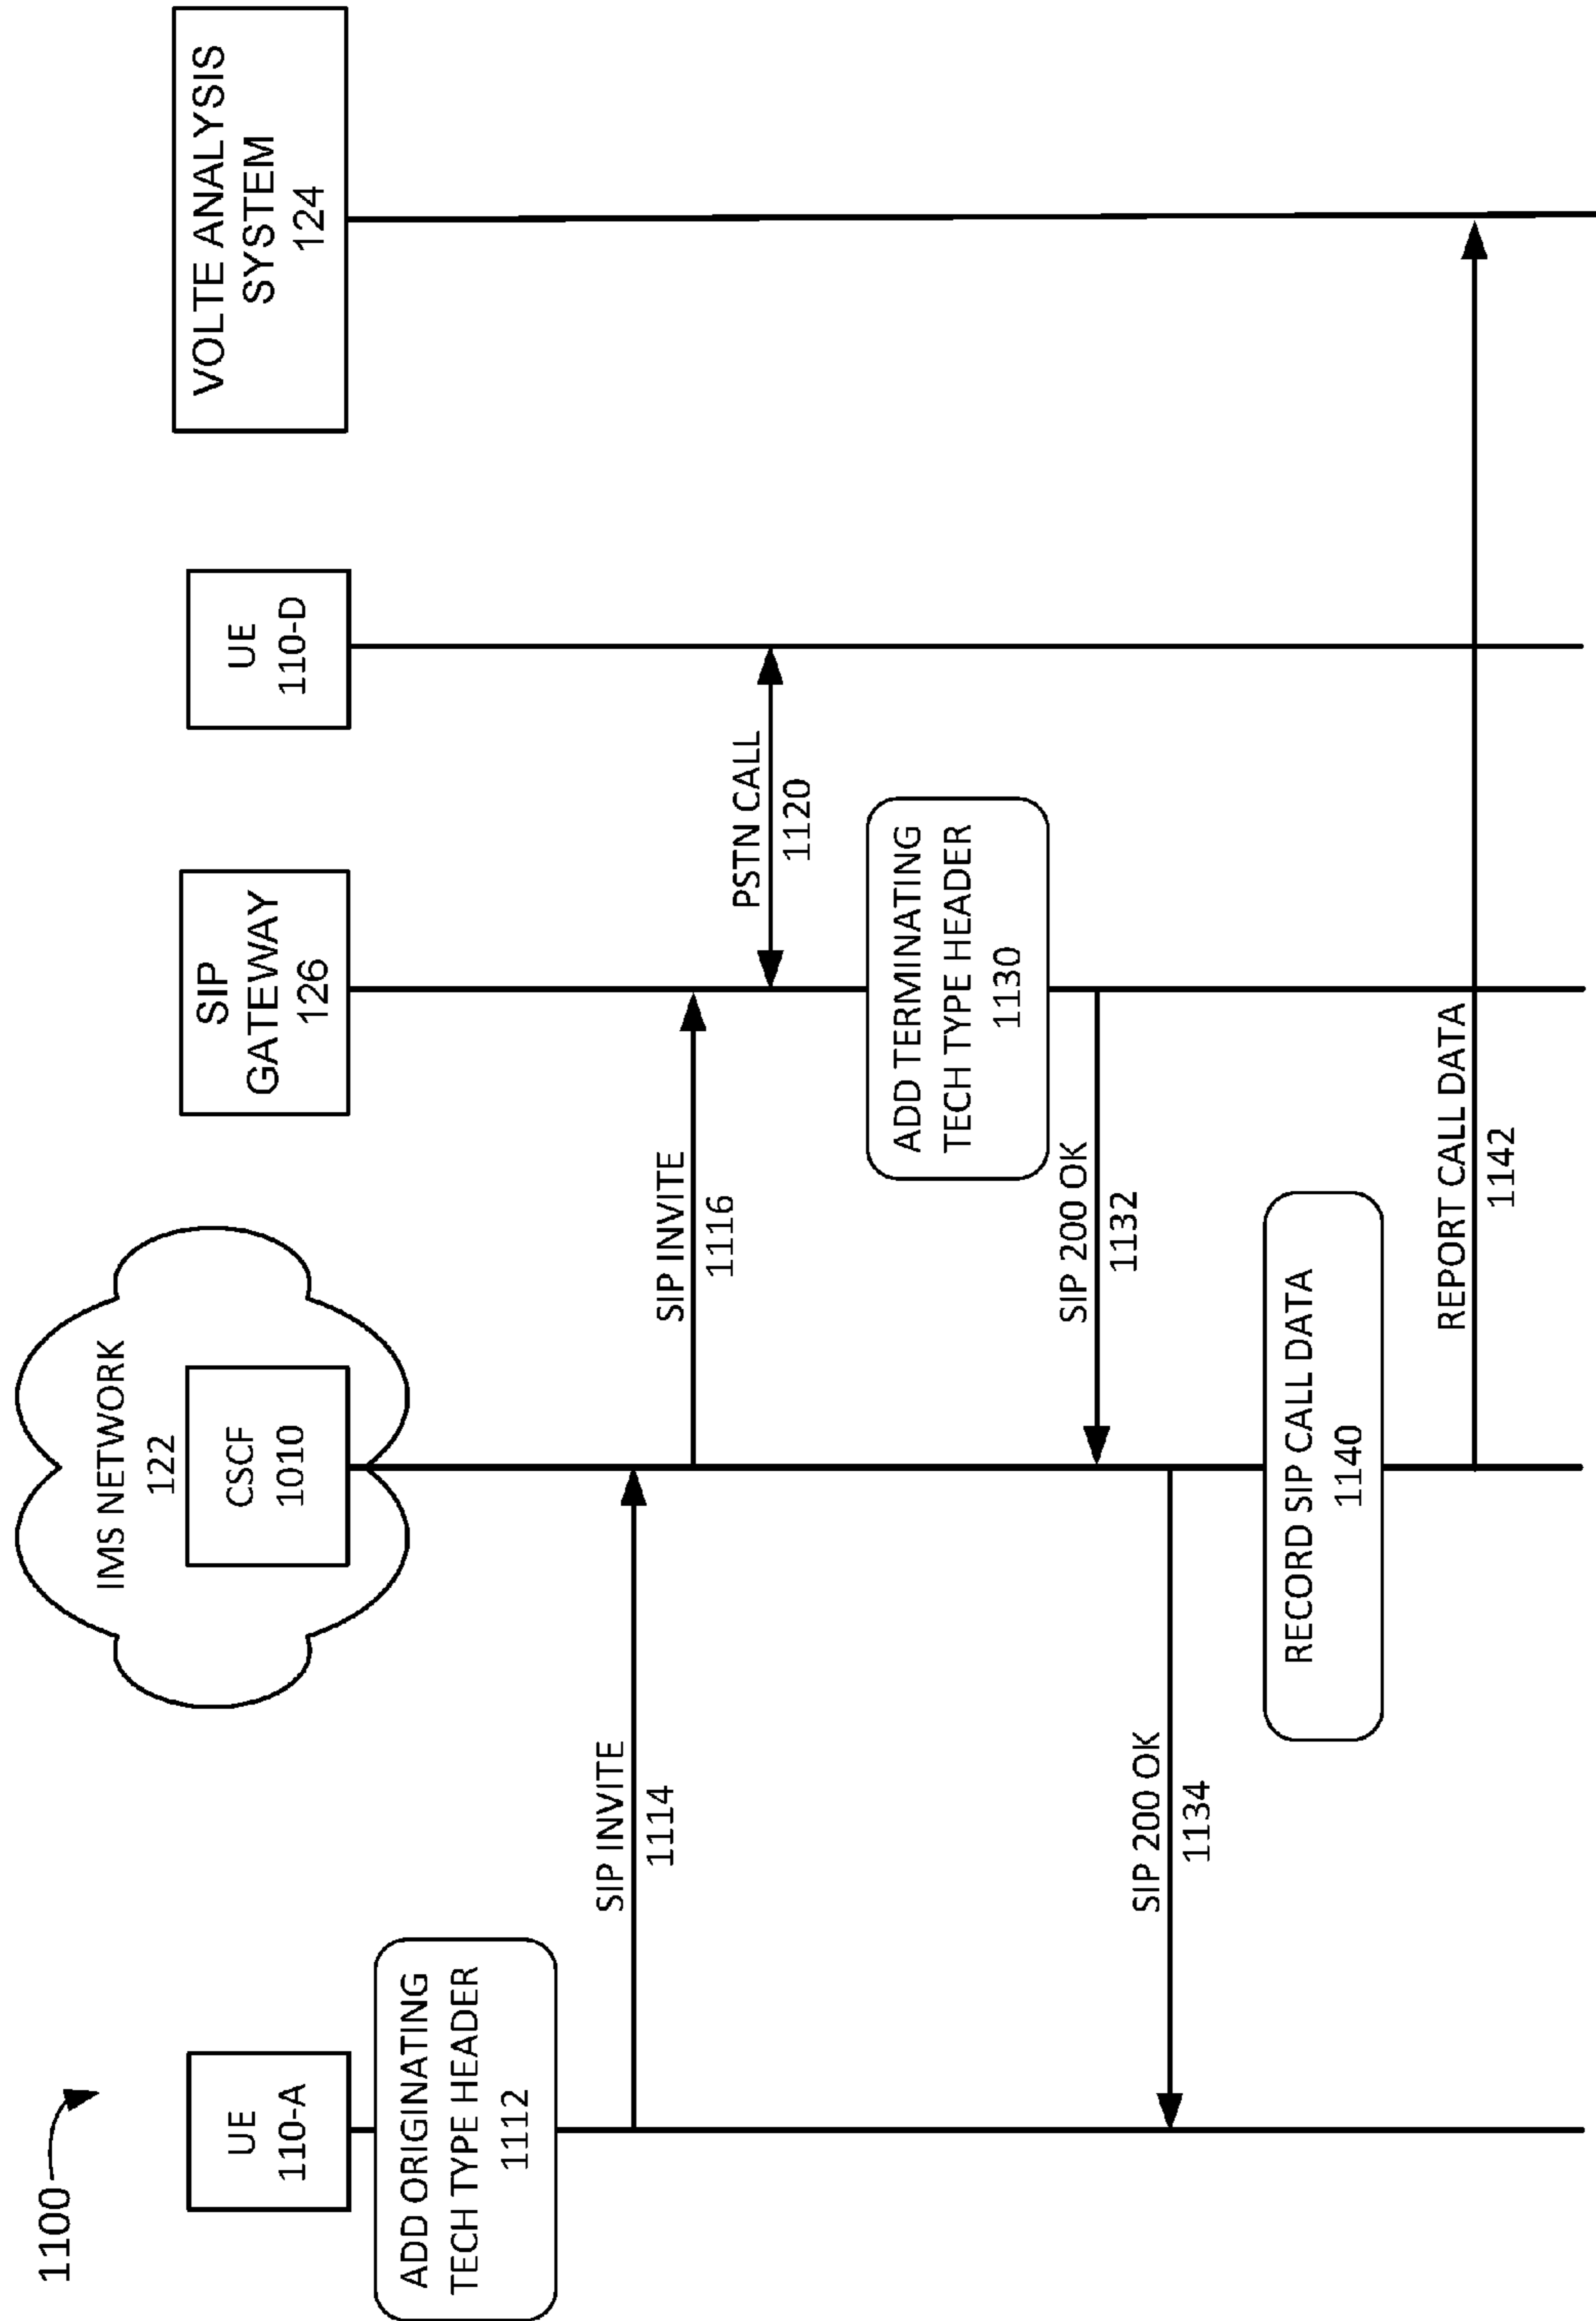 1100
UE
110-A
IMS NETWORK
122
CSCF
1010
SIP
GATEWAY
126
UE
110-D
VOLTE ANALYSIS
SYSTEM
124
ADD ORIGINATING
TECH TYPE HEADER
1112
SIP INVITE
1114
SIP INVITE
1116
PSTN CALL
1120
ADD TERMINATING
TECH TYPE HEADER
1130
SIP 200 OK
1132
SIP 200 OK
1134
RECORD SIP CALL DATA
1140
REPORT CALL DATA
1142